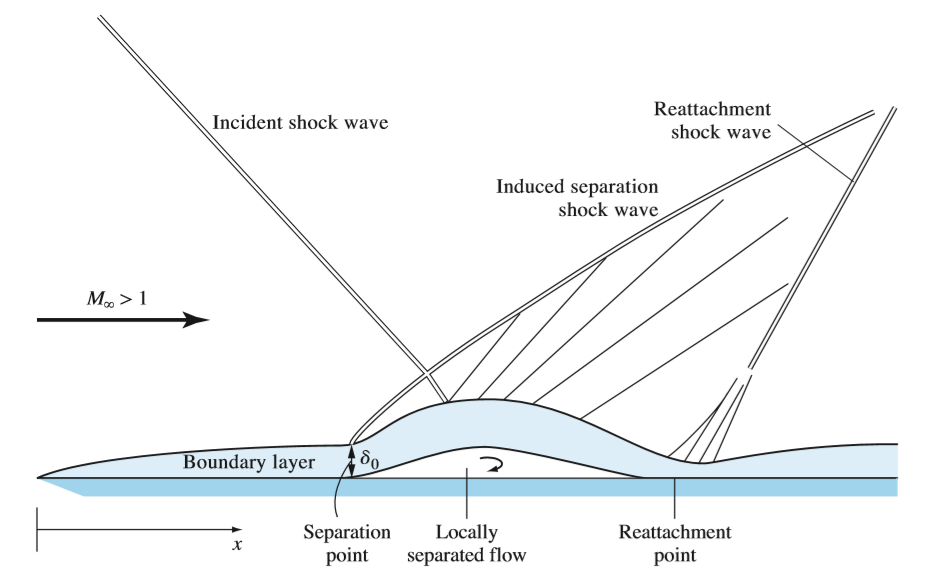 Incident shock wave
Reattachment
shock wave
Induced separation
shock wave
M∞ > 1
Boundary layer
δ0
x
Separation
point
Locally
separated flow
Reattachment
point